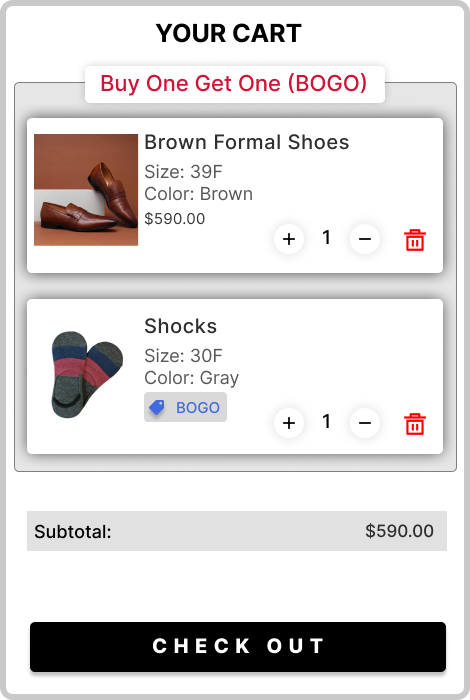 YOUR CART
Buy One Get One (BOGO)
Brown Formal Shoes
Size: 39F
Color: Brown
$590.00
+ 1 −
Shocks
Size: 30F
Color: Gray
BOGO
+ 1 −
Subtotal: $590.00
CHECK OUT